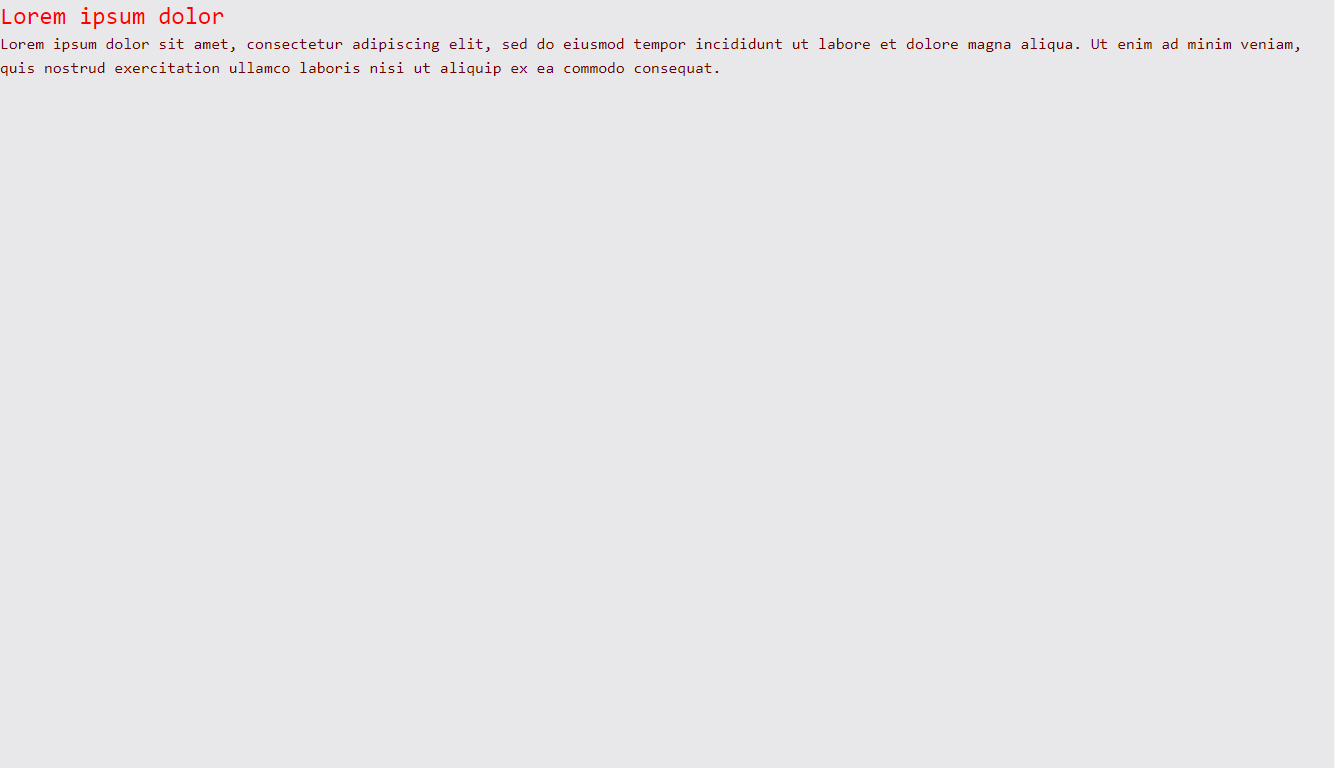 Lorem ipsum dolor
Lorem ipsum dolor sit amet, consectetur adipiscing elit, sed do eiusmod tempor incididunt ut labore et dolore magna aliqua. Ut enim ad minim veniam,
quis nostrud exercitation ullamco laboris nisi ut aliquip ex ea commodo consequat.